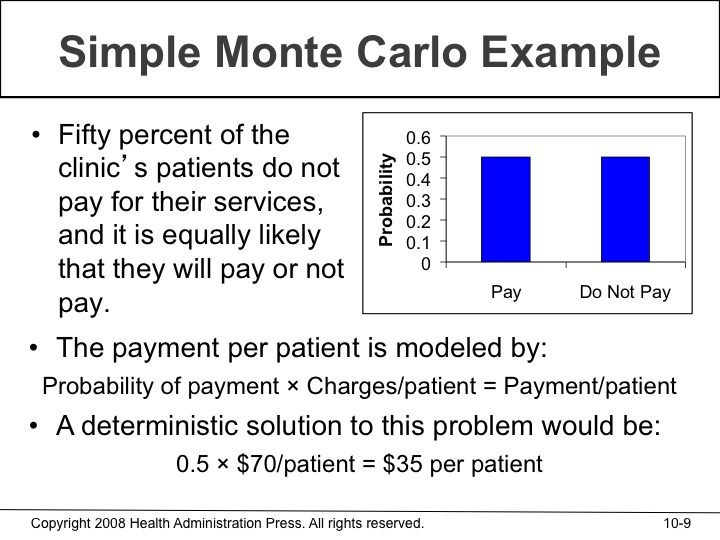 Simple Monte Carlo Example
• Fifty percent of the
clinic’s patients do not
pay for their services,
and it is equally likely
that they will pay or not
pay.
Probability
0.6
0.5
0.4
0.3
0.2
0.1
0
Pay
Do Not Pay
• The payment per patient is modeled by:
Probability of payment × Charges/patient = Payment/patient
• A deterministic solution to this problem would be:
0.5 × $70/patient = $35 per patient
Copyright 2008 Health Administration Press. All rights reserved.
10-9